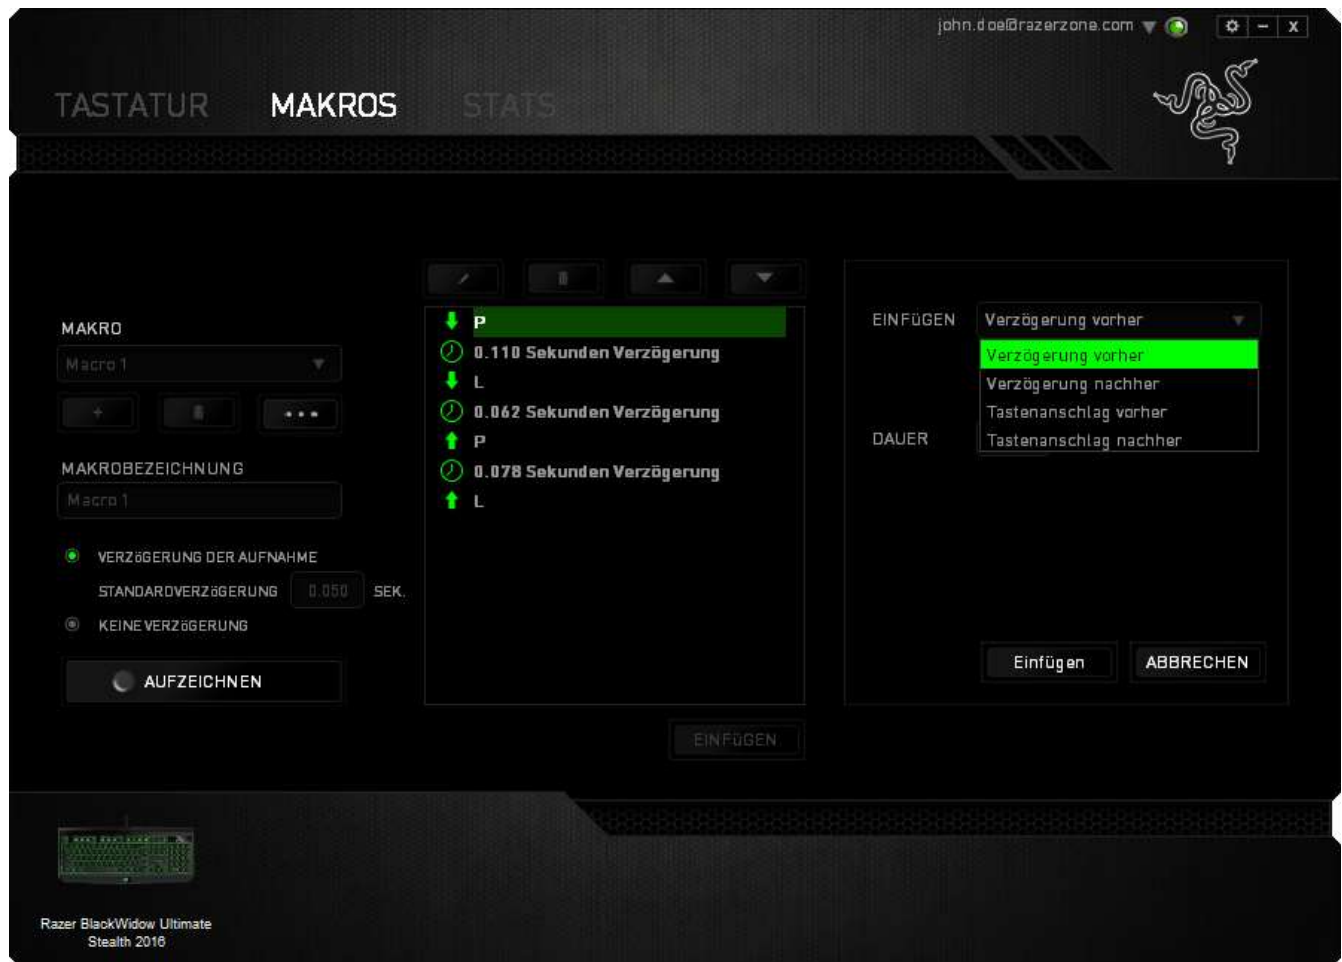 john.doe@razerzone.com
x
TASTATUR MAKROS STATS
MAKRO
Macro 1
MAKROBEZEICHNUNG
Macro 1
VERZöGERUNG DER AUFNAHME
STANDARDVERZöGERUNG 0.050 SEK.
KEINE VERZöGERUNG
AUFZEICHNEN
P
0.110 Sekunden Verzögerung
L
0.062 Sekunden Verzögerung
P
0.078 Sekunden Verzögerung
L
EINFüGEN
EINFüGEN Verzögerung vorher
Verzögerung vorher
Verzögerung nachher
Tastenanschlag vorher
Tastenanschlag nachher
DAUER
Einfügen ABBRECHEN
Razer BlackWidow Ultimate
Stealth 2016